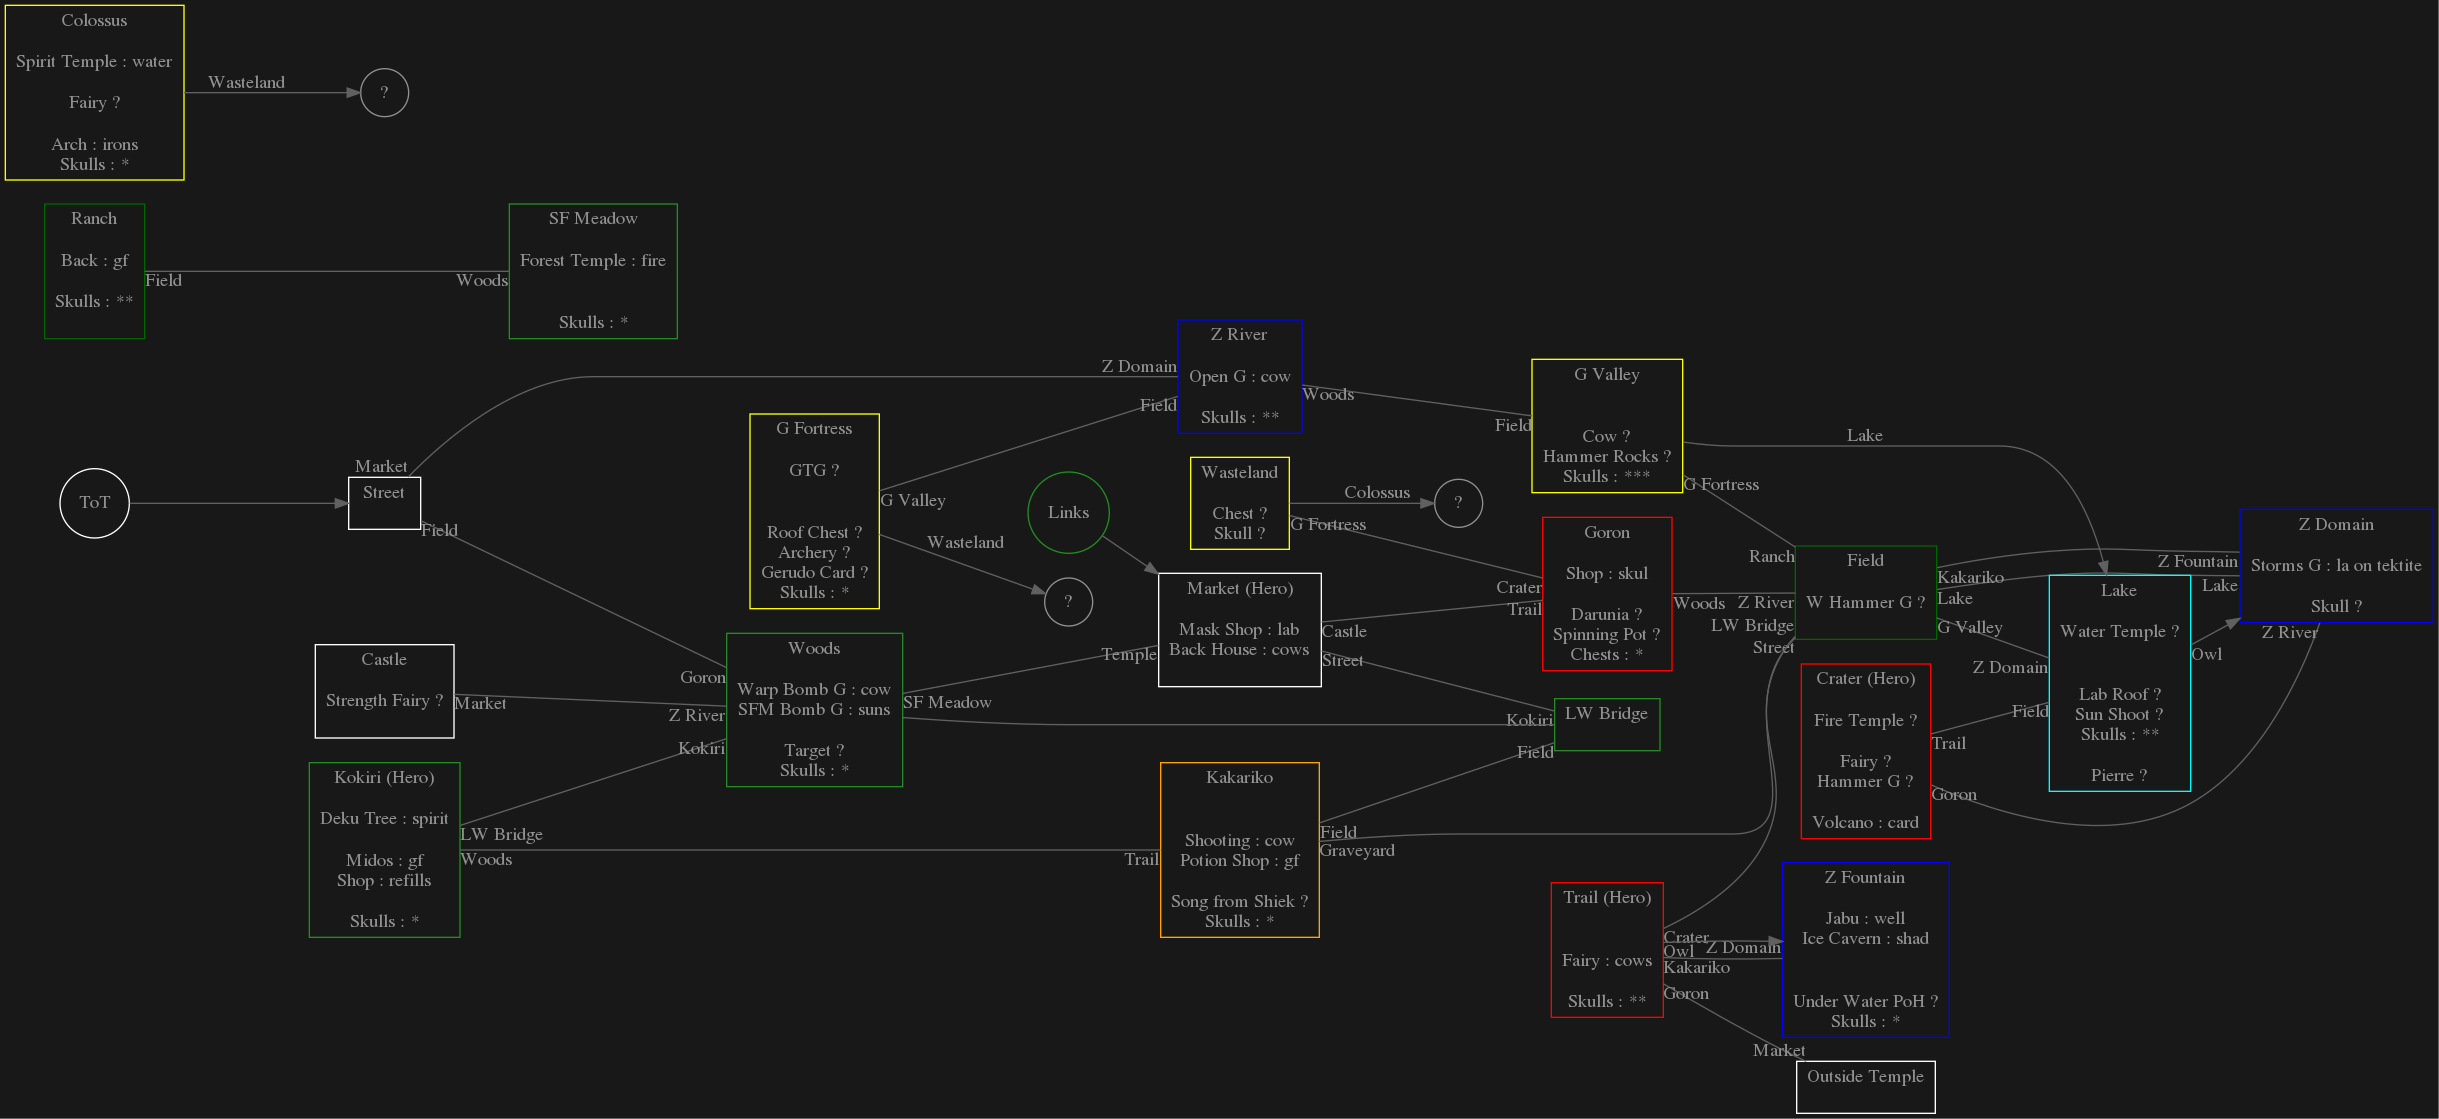 Colossus
Spirit Temple : water
Fairy ?
Arch : irons
Skulls : *
Wasteland
?
Ranch
Back : gf
Skulls : **
Field
Woods
SF Meadow
Forest Temple : fire
Skulls : *
ToT
Market
Street
Field
Z Domain
Field
Z River
Open G : cow
Skulls : **
Woods
G Fortress
GTG ?
Roof Chest ?
Archery ?
Gerudo Card ?
Skulls : *
G Valley
Wasteland
?
Links
Wasteland
Chest ?
Skull ?
Colossus
G Fortress
?
Field
G Valley
Cow ?
Hammer Rocks ?
Skulls : ***
Lake
G Fortress
Castle
Strength Fairy ?
Market
Goron
Z River
Kokiri
Woods
Warp Bomb G : cow
SFM Bomb G : suns
Target ?
Skulls : *
SF Meadow
Temple
Market (Hero)
Mask Shop : lab
Back House : cows
Castle
Street
Crater
Trail
Goron
Shop : skul
Darunia ?
Spinning Pot ?
Chests : *
Woods
Ranch
Z River
LW Bridge
Street
Field
W Hammer G ?
Kakariko
Lake
G Valley
Z Domain
Field
Lake
Water Temple ?
Lab Roof ?
Sun Shoot ?
Skulls : **
Pierre ?
Owl
Z Fountain
Lake
Z River
Z Domain
Storms G : la on tektite
Skull ?
Kokiri (Hero)
Deku Tree : spirit
Midos : gf
Shop : refills
Skulls : *
LW Bridge
Woods
Trail
Kakariko
Shooting : cow
Potion Shop : gf
Song from Shiek ?
Skulls : *
Field
Graveyard
Kokiri
Field
LW Bridge
Crater (Hero)
Fire Temple ?
Fairy ?
Hammer G ?
Volcano : card
Trail
Goron
Trail (Hero)
Fairy : cows
Skulls : **
Crater
Owl
Kakariko
Goron
Z Domain
Z Fountain
Jabu : well
Ice Cavern : shad
Under Water PoH ?
Skulls : *
Market
Outside Temple